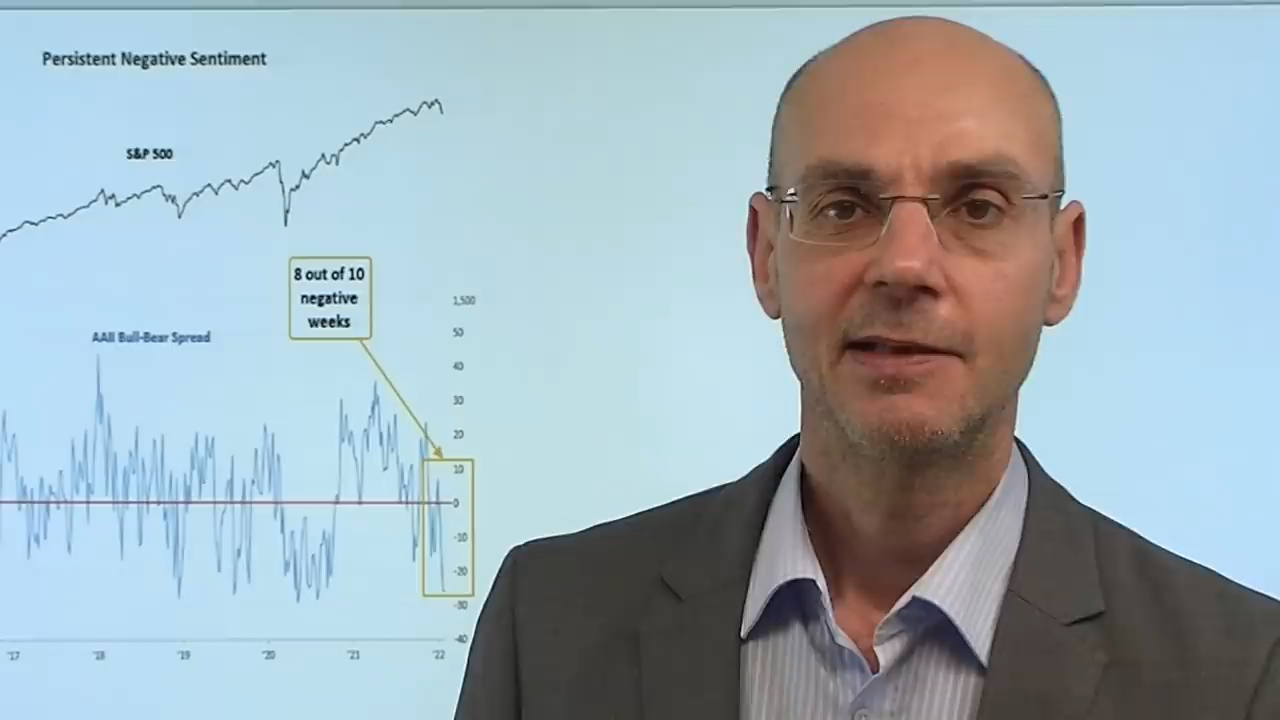 Persistent Negative Sentiment
S&P 500
8 out of 10
negative
weeks
1,500
AAII Bull-Bear Spread
50
40
30
20
10
0
-10
-20
-30
-40
'17 '18 '19 '20 '21 '22